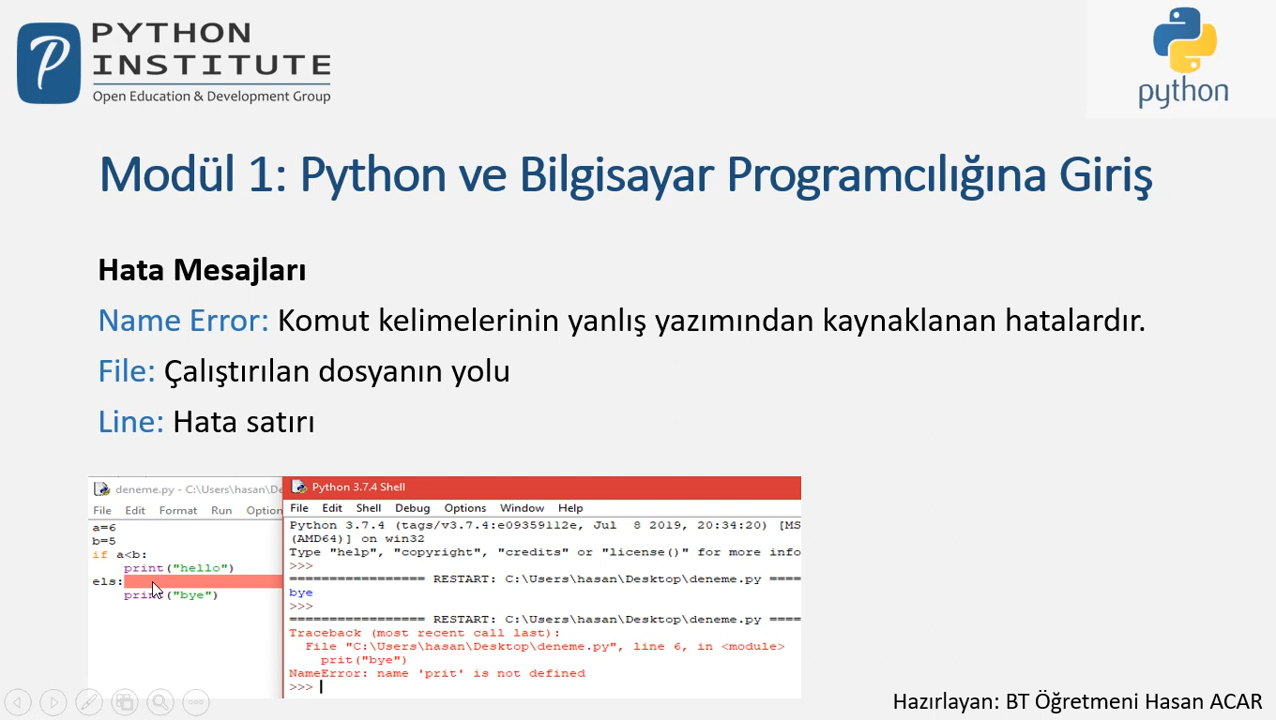 PYTHON
INSTITUTE
Open Education & Development Group
python
Modül 1: Python ve Bilgisayar Programcılığına Giriş
Hata Mesajları
Name Error: Komut kelimelerinin yanlış yazımından kaynaklanan hatalardır.
File: Çalıştırılan dosyanın yolu
Line: Hata satırı
deneme.py - C:\Users\hasan\De
File Edit Format Run Option
a=6
b=5
if a<b:
print("hello")
els:
print("bye")
Python 3.7.4 Shell
File Edit Shell Debug Options Window Help
Python 3.7.4 (tags/v3.7.4:e09359112e, Jul 8 2019, 20:34:20) [MS
(AMD64)] on win32
Type "help", "copyright", "credits" or "license()" for more info
>>>
================= RESTART: C:\Users\hasan\Desktop\deneme.py ====
bye
>>>
================= RESTART: C:\Users\hasan\Desktop\deneme.py ====
Traceback (most recent call last):
File "C:\Users\hasan\Desktop\deneme.py", line 6, in <module>
prit("bye")
NameError: name 'prit' is not defined
>>>
Hazırlayan: BT Öğretmeni Hasan ACAR